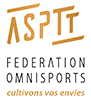 ASPTT
FEDERATION
OMNISPORTS
cultivons vos envies